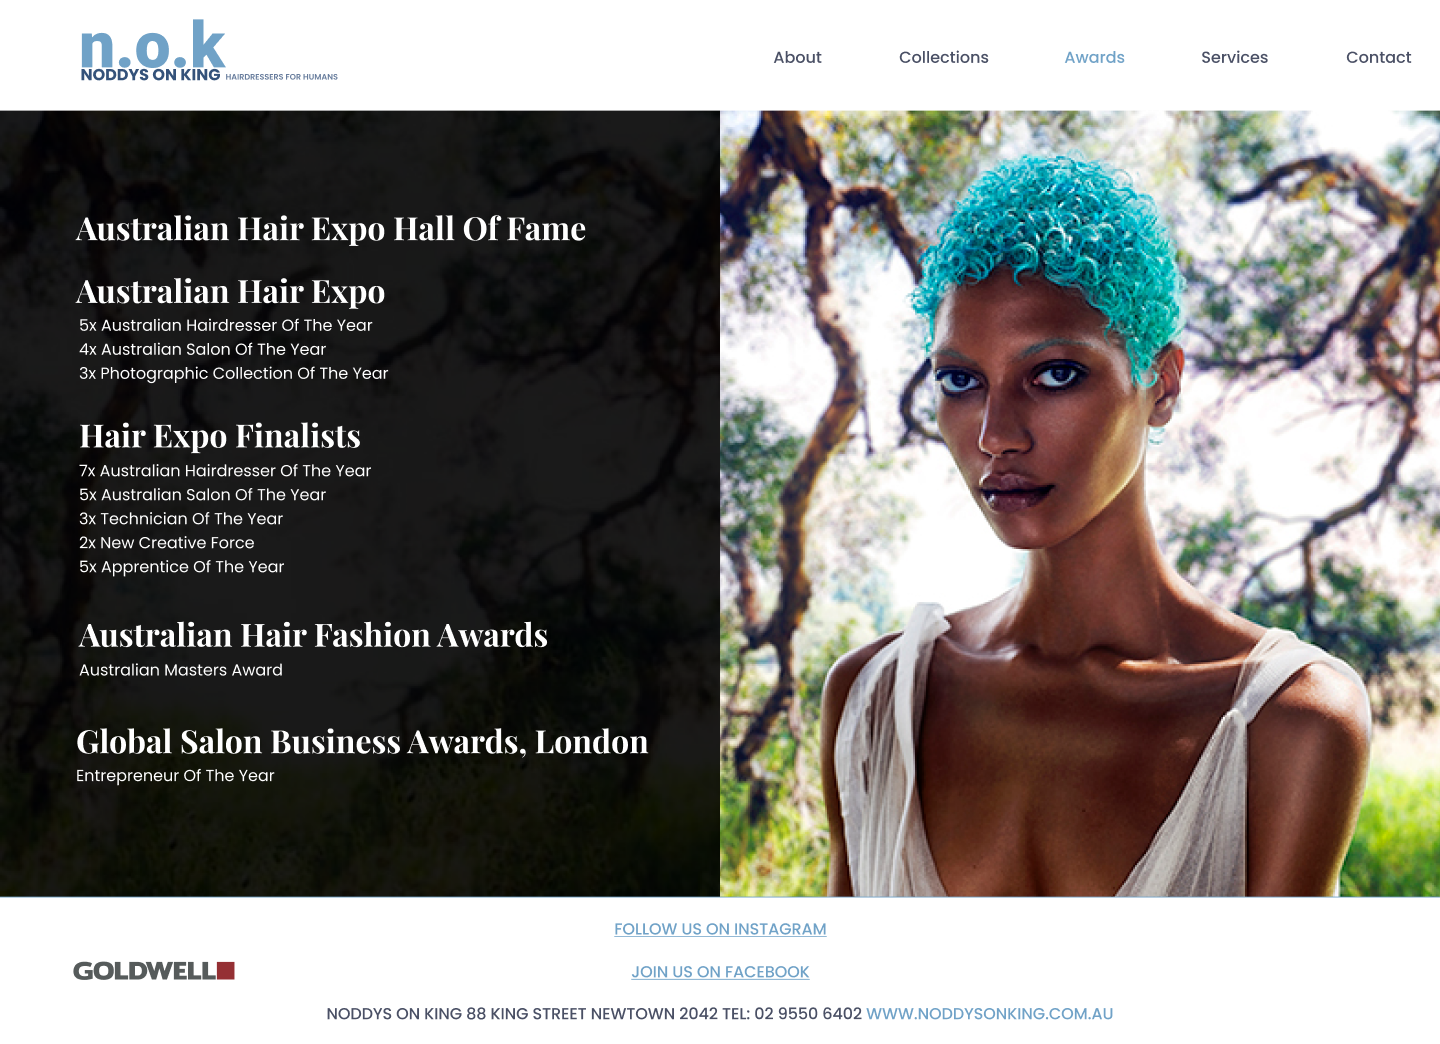 n.o.k
NODDYS ON KING HAIRDRESSERS FOR HUMANS
About Collections Awards Services Contact
Australian Hair Expo Hall Of Fame
Australian Hair Expo
5x Australian Hairdresser Of The Year
4x Australian Salon Of The Year
3x Photographic Collection Of The Year
Hair Expo Finalists
7x Australian Hairdresser Of The Year
5x Australian Salon Of The Year
3x Technician Of The Year
2x New Creative Force
5x Apprentice Of The Year
Australian Hair Fashion Awards
Australian Masters Award
Global Salon Business Awards, London
Entrepreneur Of The Year
FOLLOW US ON INSTAGRAM
GOLDWELL
JOIN US ON FACEBOOK
NODDYS ON KING 88 KING STREET NEWTOWN 2042 TEL: 02 9550 6402 WWW.NODDYSONKING.COM.AU